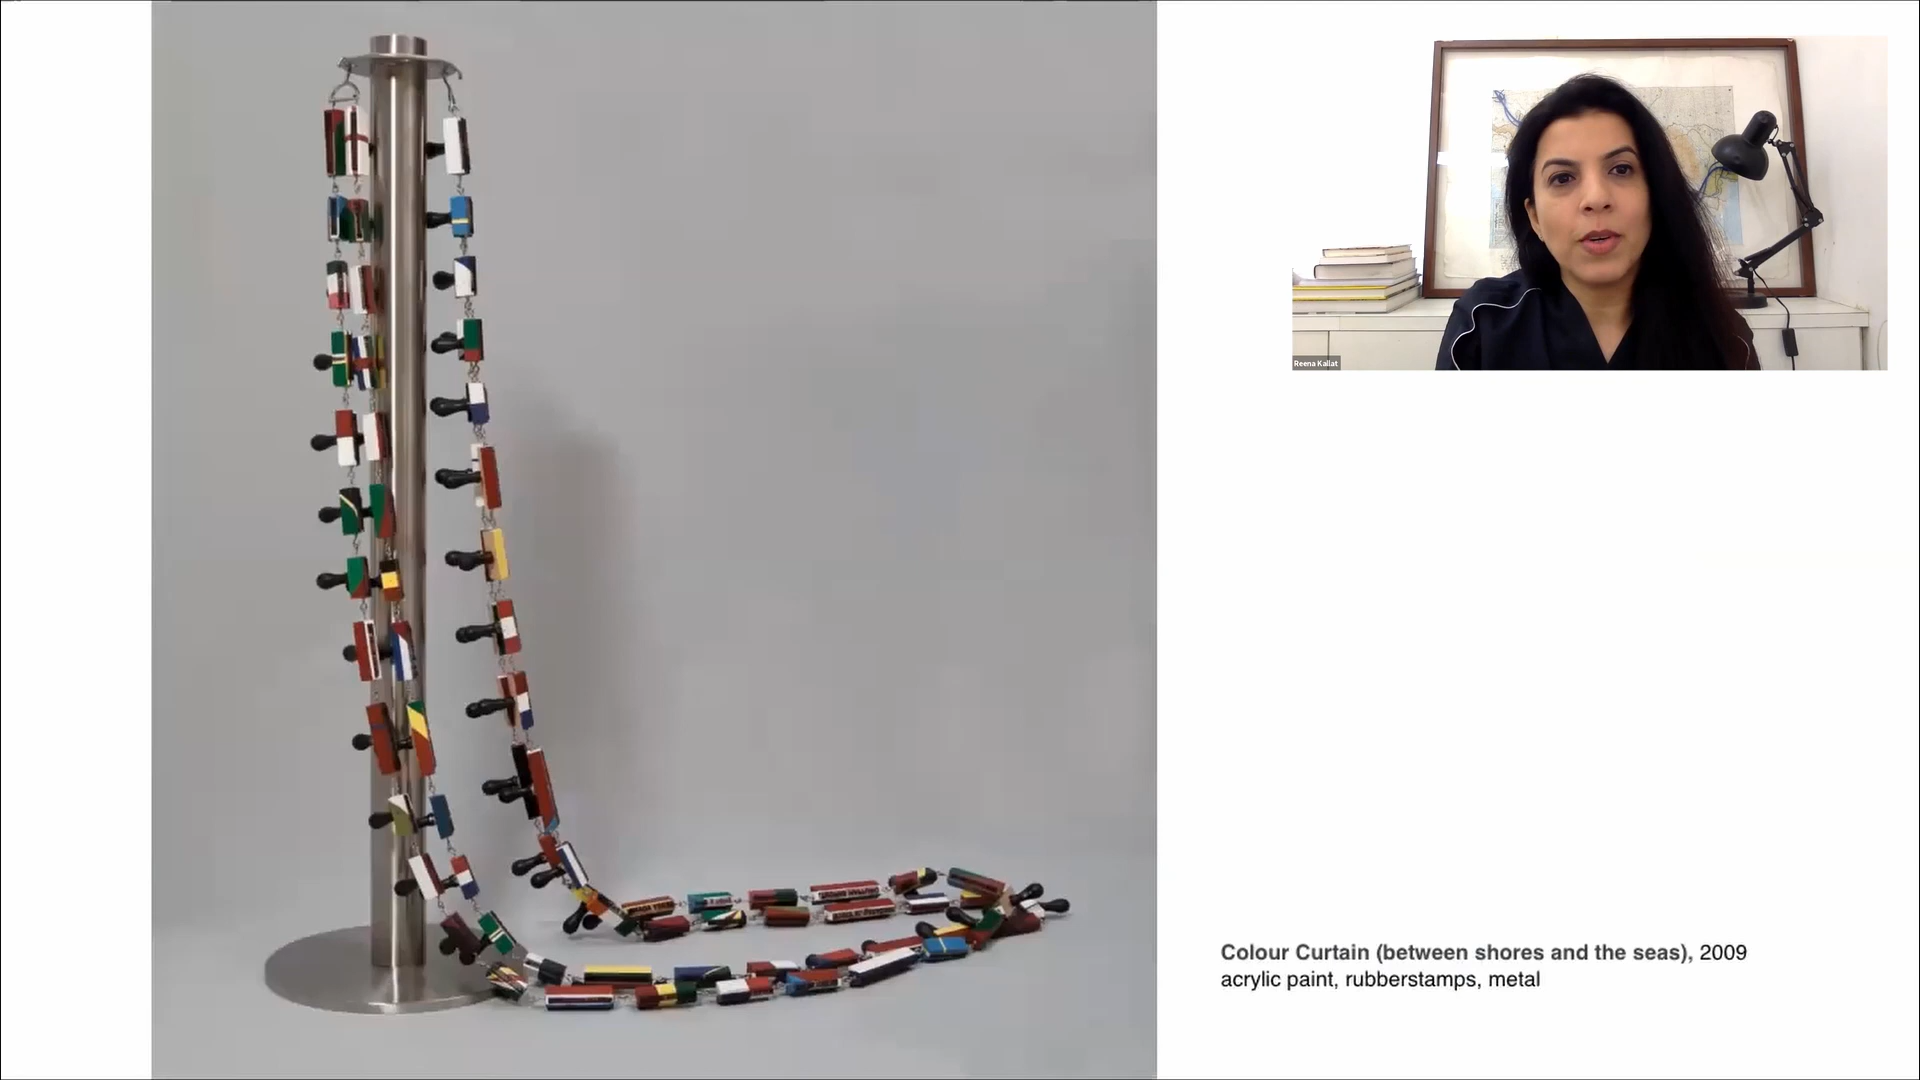 Reena Kallat
Colour Curtain (between shores and the seas), 2009
acrylic paint, rubberstamps, metal